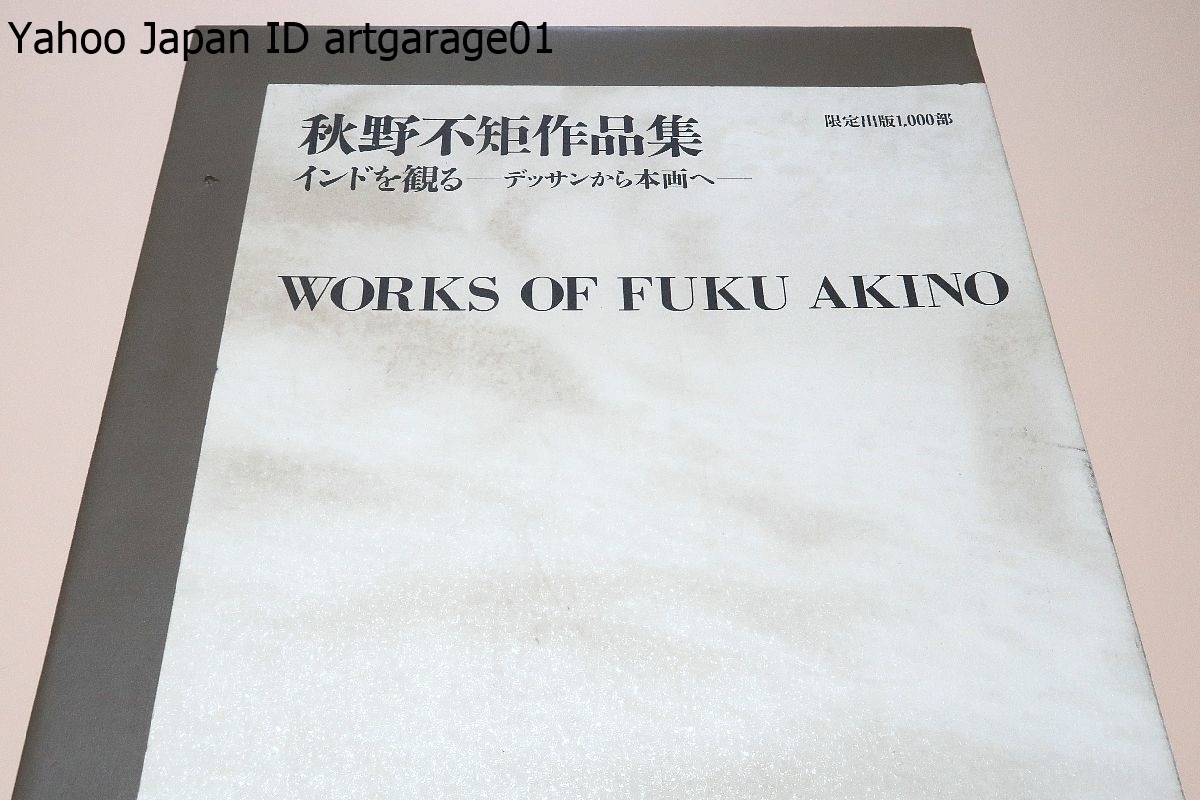 Yahoo Japan ID artgarage01
秋野不矩作品集
限定出版1,000部
インドを観る―デッサンから本画へ―
WORKS OF FUKU AKINO